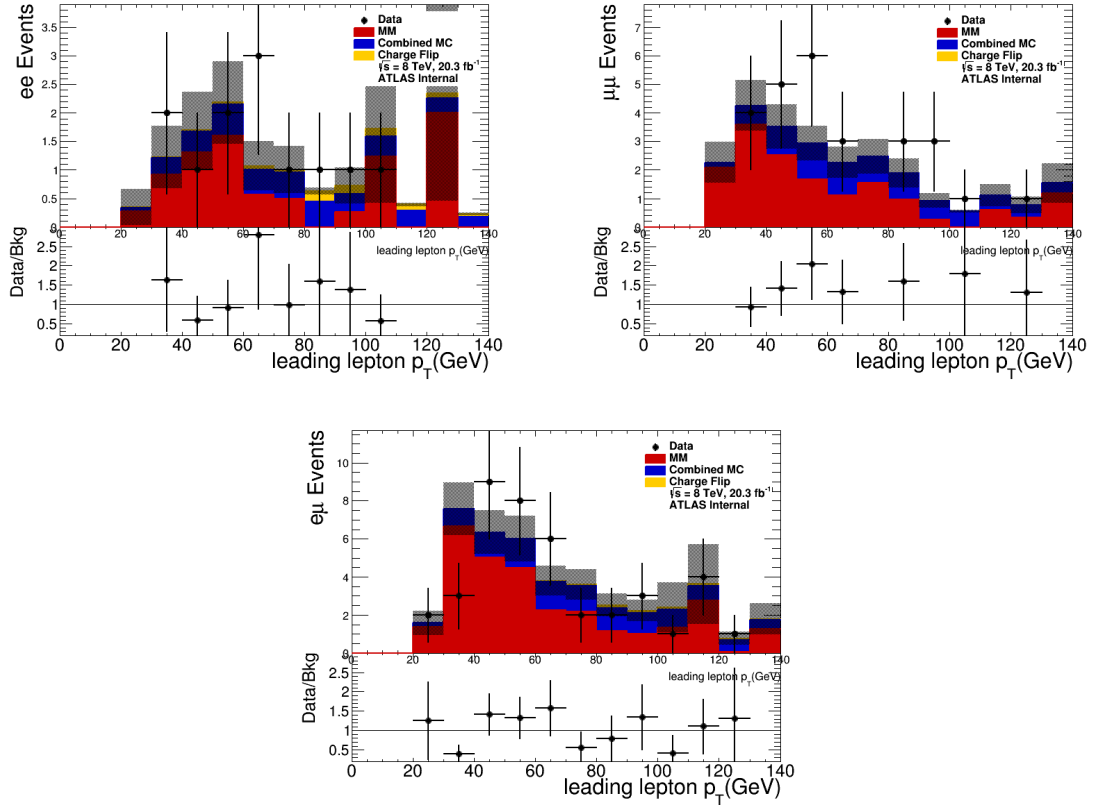 ee Events
3.5
3
2.5
2
1.5
1
0.5
0
Data
MM
Combined MC
Charge Flip
√s = 8 TeV, 20.3 fb⁻¹
ATLAS Internal
0 20 40 60 80 100 120 140
leading lepton p_T(GeV)
Data/Bkg
2.5
2
1.5
1
0.5
0 20 40 60 80 100 120 140
leading lepton p_T(GeV)
μμ Events
7
6
5
4
3
2
1
0
Data
MM
Combined MC
Charge Flip
√s = 8 TeV, 20.3 fb⁻¹
ATLAS Internal
0 20 40 60 80 100 120 140
leading lepton p_T(GeV)
Data/Bkg
2.5
2
1.5
1
0.5
0 20 40 60 80 100 120 140
leading lepton p_T(GeV)
eμ Events
10
8
6
4
2
0
Data
MM
Combined MC
Charge Flip
√s = 8 TeV, 20.3 fb⁻¹
ATLAS Internal
0 20 40 60 80 100 120 140
leading lepton p_T(GeV)
Data/Bkg
2.5
2
1.5
1
0.5
0 20 40 60 80 100 120 140
leading lepton p_T(GeV)